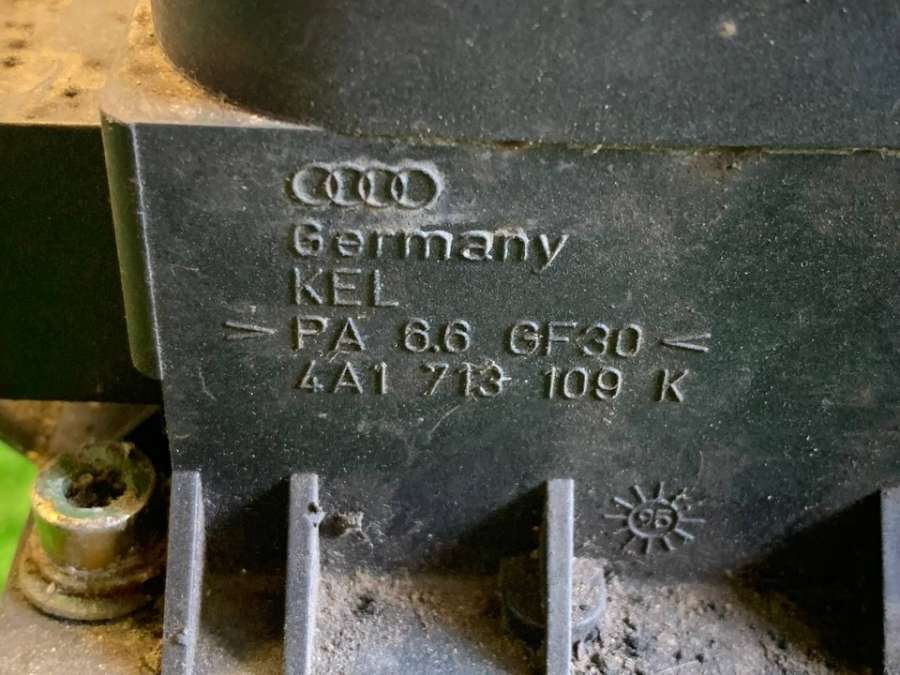 Germany
KEL
> PA 6.6 GF30 <
4A1 713 109 K
95